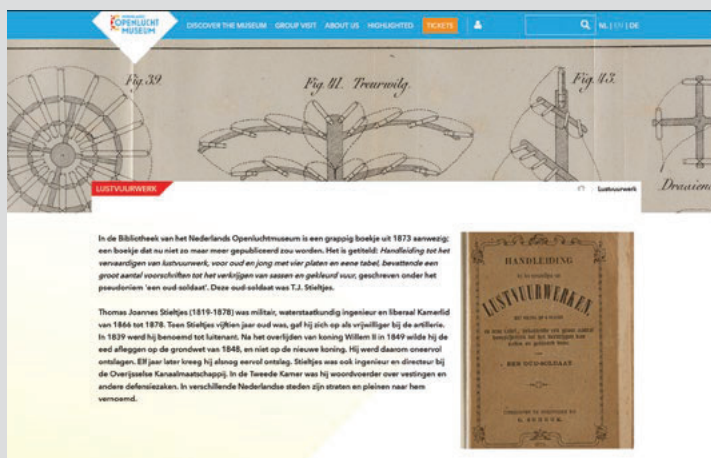 NEDERLANDS
OPENLUCHT
MUSEUM
DISCOVER THE MUSEUM GROUP VISIT ABOUT US HIGHLIGHTED TICKETS NL | EN | DE
Fig. 39.
Fig. 41. Treurwilg.
Fig. 43.
LUSTVUURWERK
Lustvuurwerk
In de Bibliotheek van het Nederlands Openluchtmuseum is een grappig boekje uit 1873 aanwezig;
een boekje dat nu niet zo maar meer gepubliceerd zou worden. Het is getiteld: Handleiding tot het
vervaardigen van lustvuurwerk, voor oud en jong met vier platen en eene tabel, bevattende een
groot aantal voorschriften tot het verkrijgen van sassen en gekleurd vuur, geschreven onder het
pseudoniem 'een oud-soldaat'. Deze oud-soldaat was T.J. Stieltjes.
Thomas Joannes Stieltjes (1819-1878) was militair, waterstaatkundig ingenieur en liberaal Kamerlid
van 1866 tot 1878. Toen Stieltjes vijftien jaar oud was, gaf hij zich op als vrijwilliger bij de artillerie.
In 1839 werd hij benoemd tot luitenant. Na het overlijden van koning Willem II in 1849 wilde hij de
eed afleggen op de grondwet van 1848, en niet op de nieuwe koning. Hij werd daarom oneervol
ontslagen. Elf jaar later kreeg hij alsnog eervol ontslag. Stieltjes was ook ingenieur en directeur bij
de Overijsselse Kanaalmaatschappij. In de Tweede Kamer was hij woordvoerder over vestingen en
andere defensiezaken. In verschillende Nederlandse steden zijn straten en pleinen naar hem
vernoemd.
HANDLEIDING
LUSTVUURWERKEN.
EEN OUD-SOLDAAT